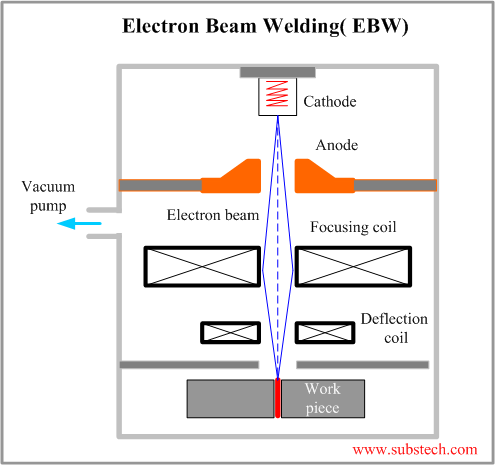 Electron Beam Welding( EBW)
Cathode
Anode
Vacuum
pump
Electron beam
Focusing coil
Deflection
coil
Work
piece
www.substech.com